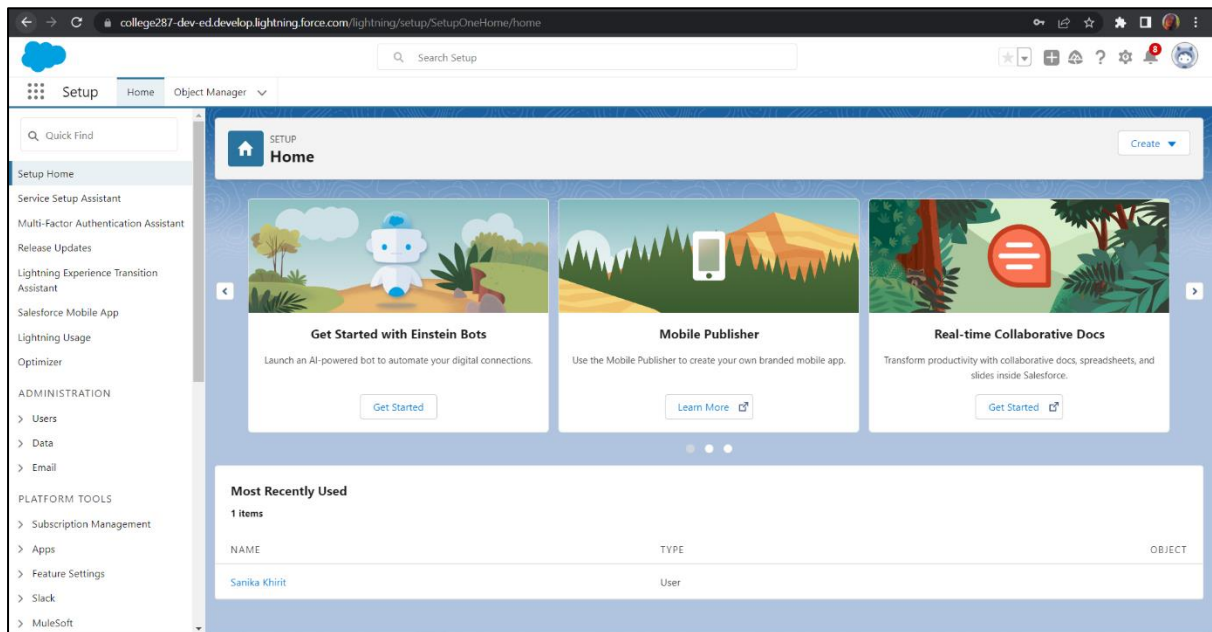 college287-dev-ed.develop.lightning.force.com/lightning/setup/SetupOneHome/home
Search Setup
8
Setup
Home
Object Manager
Quick Find
Setup Home
Service Setup Assistant
Multi-Factor Authentication Assistant
Release Updates
Lightning Experience Transition
Assistant
Salesforce Mobile App
Lightning Usage
Optimizer
ADMINISTRATION
Users
Data
Email
PLATFORM TOOLS
Subscription Management
Apps
Feature Settings
Slack
MuleSoft
SETUP
Home
Create
Get Started with Einstein Bots
Launch an AI-powered bot to automate your digital connections.
Get Started
Mobile Publisher
Use the Mobile Publisher to create your own branded mobile app.
Learn More
Real-time Collaborative Docs
Transform productivity with collaborative docs, spreadsheets, and
slides inside Salesforce.
Get Started
Most Recently Used
1 items
NAME TYPE OBJECT
Sanika Khirit User